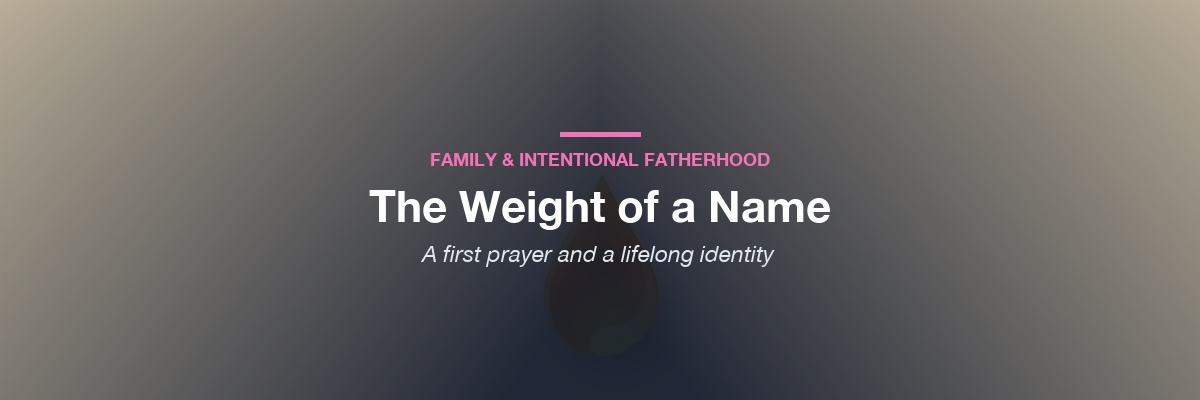 FAMILY & INTENTIONAL FATHERHOOD
The Weight of a Name
A first prayer and a lifelong identity